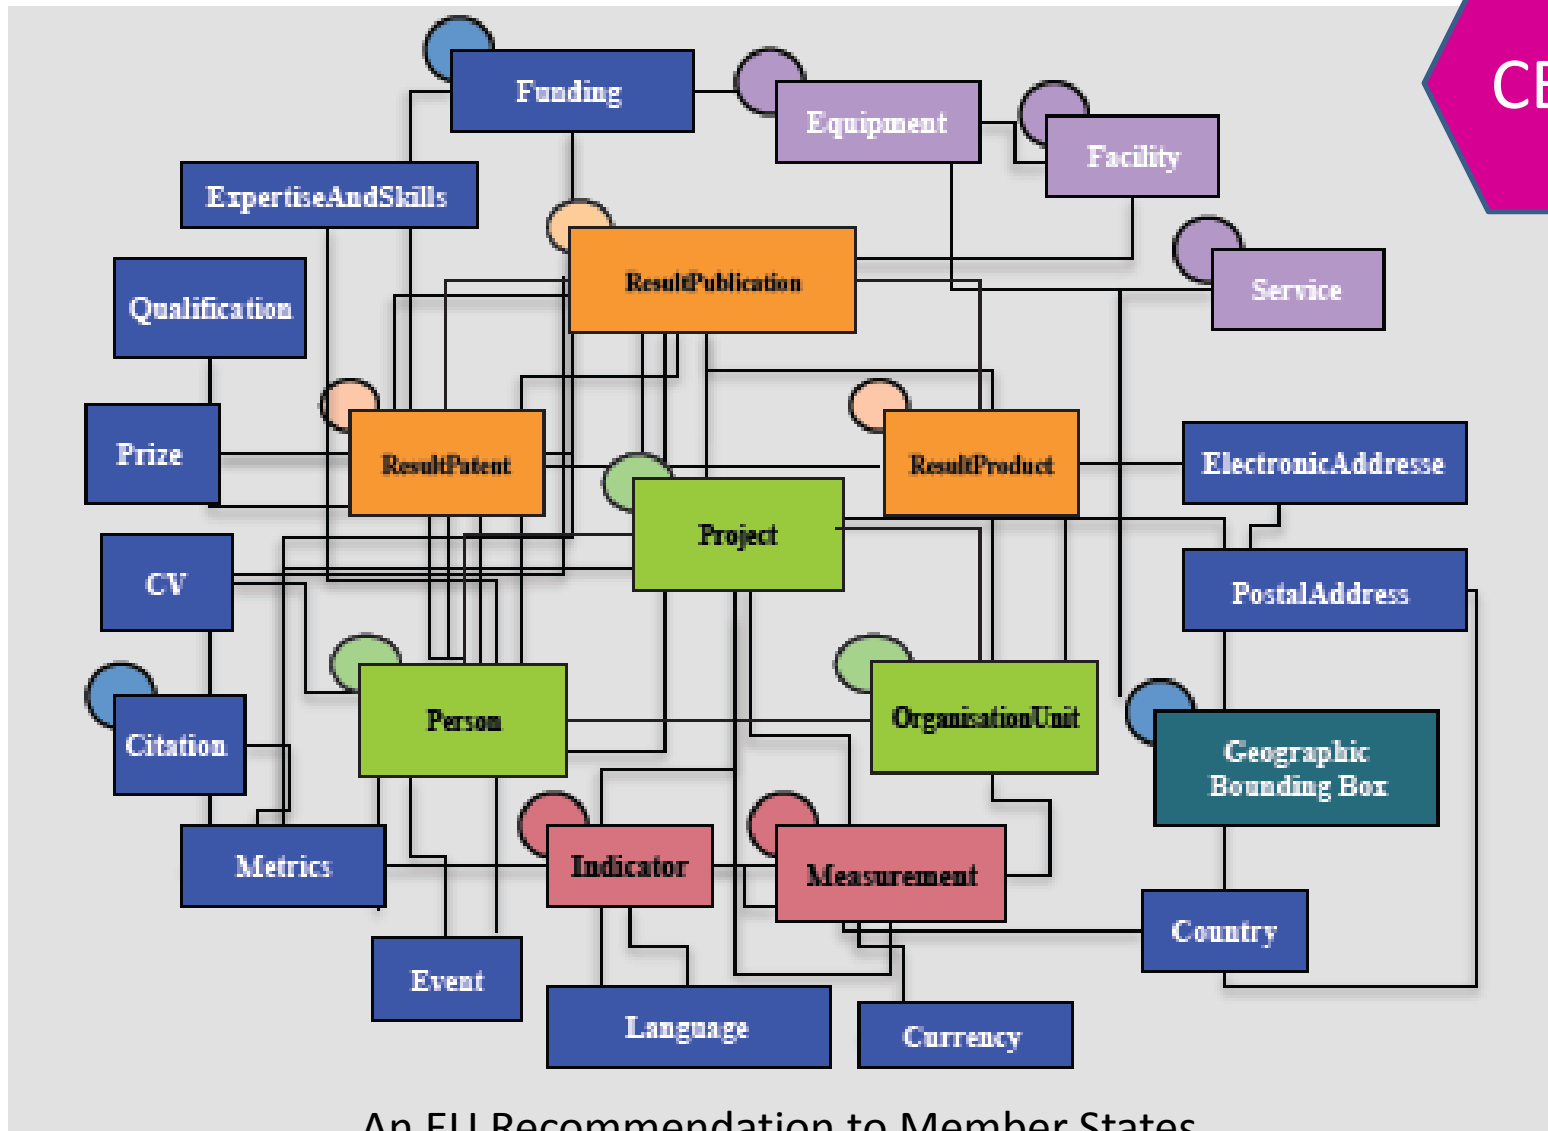 CE
Funding
Equipment
Facility
ExpertiseAndSkills
ResultPublication
Service
Qualification
Prize
ResultPatent
ResultProduct
ElectronicAddresse
Project
CV
PostalAddress
Person
OrganisationUnit
Citation
Geographic
Bounding Box
Metrics
Indicator
Measurement
Country
Event
Language
Currency
An EU Recommendation to Member States